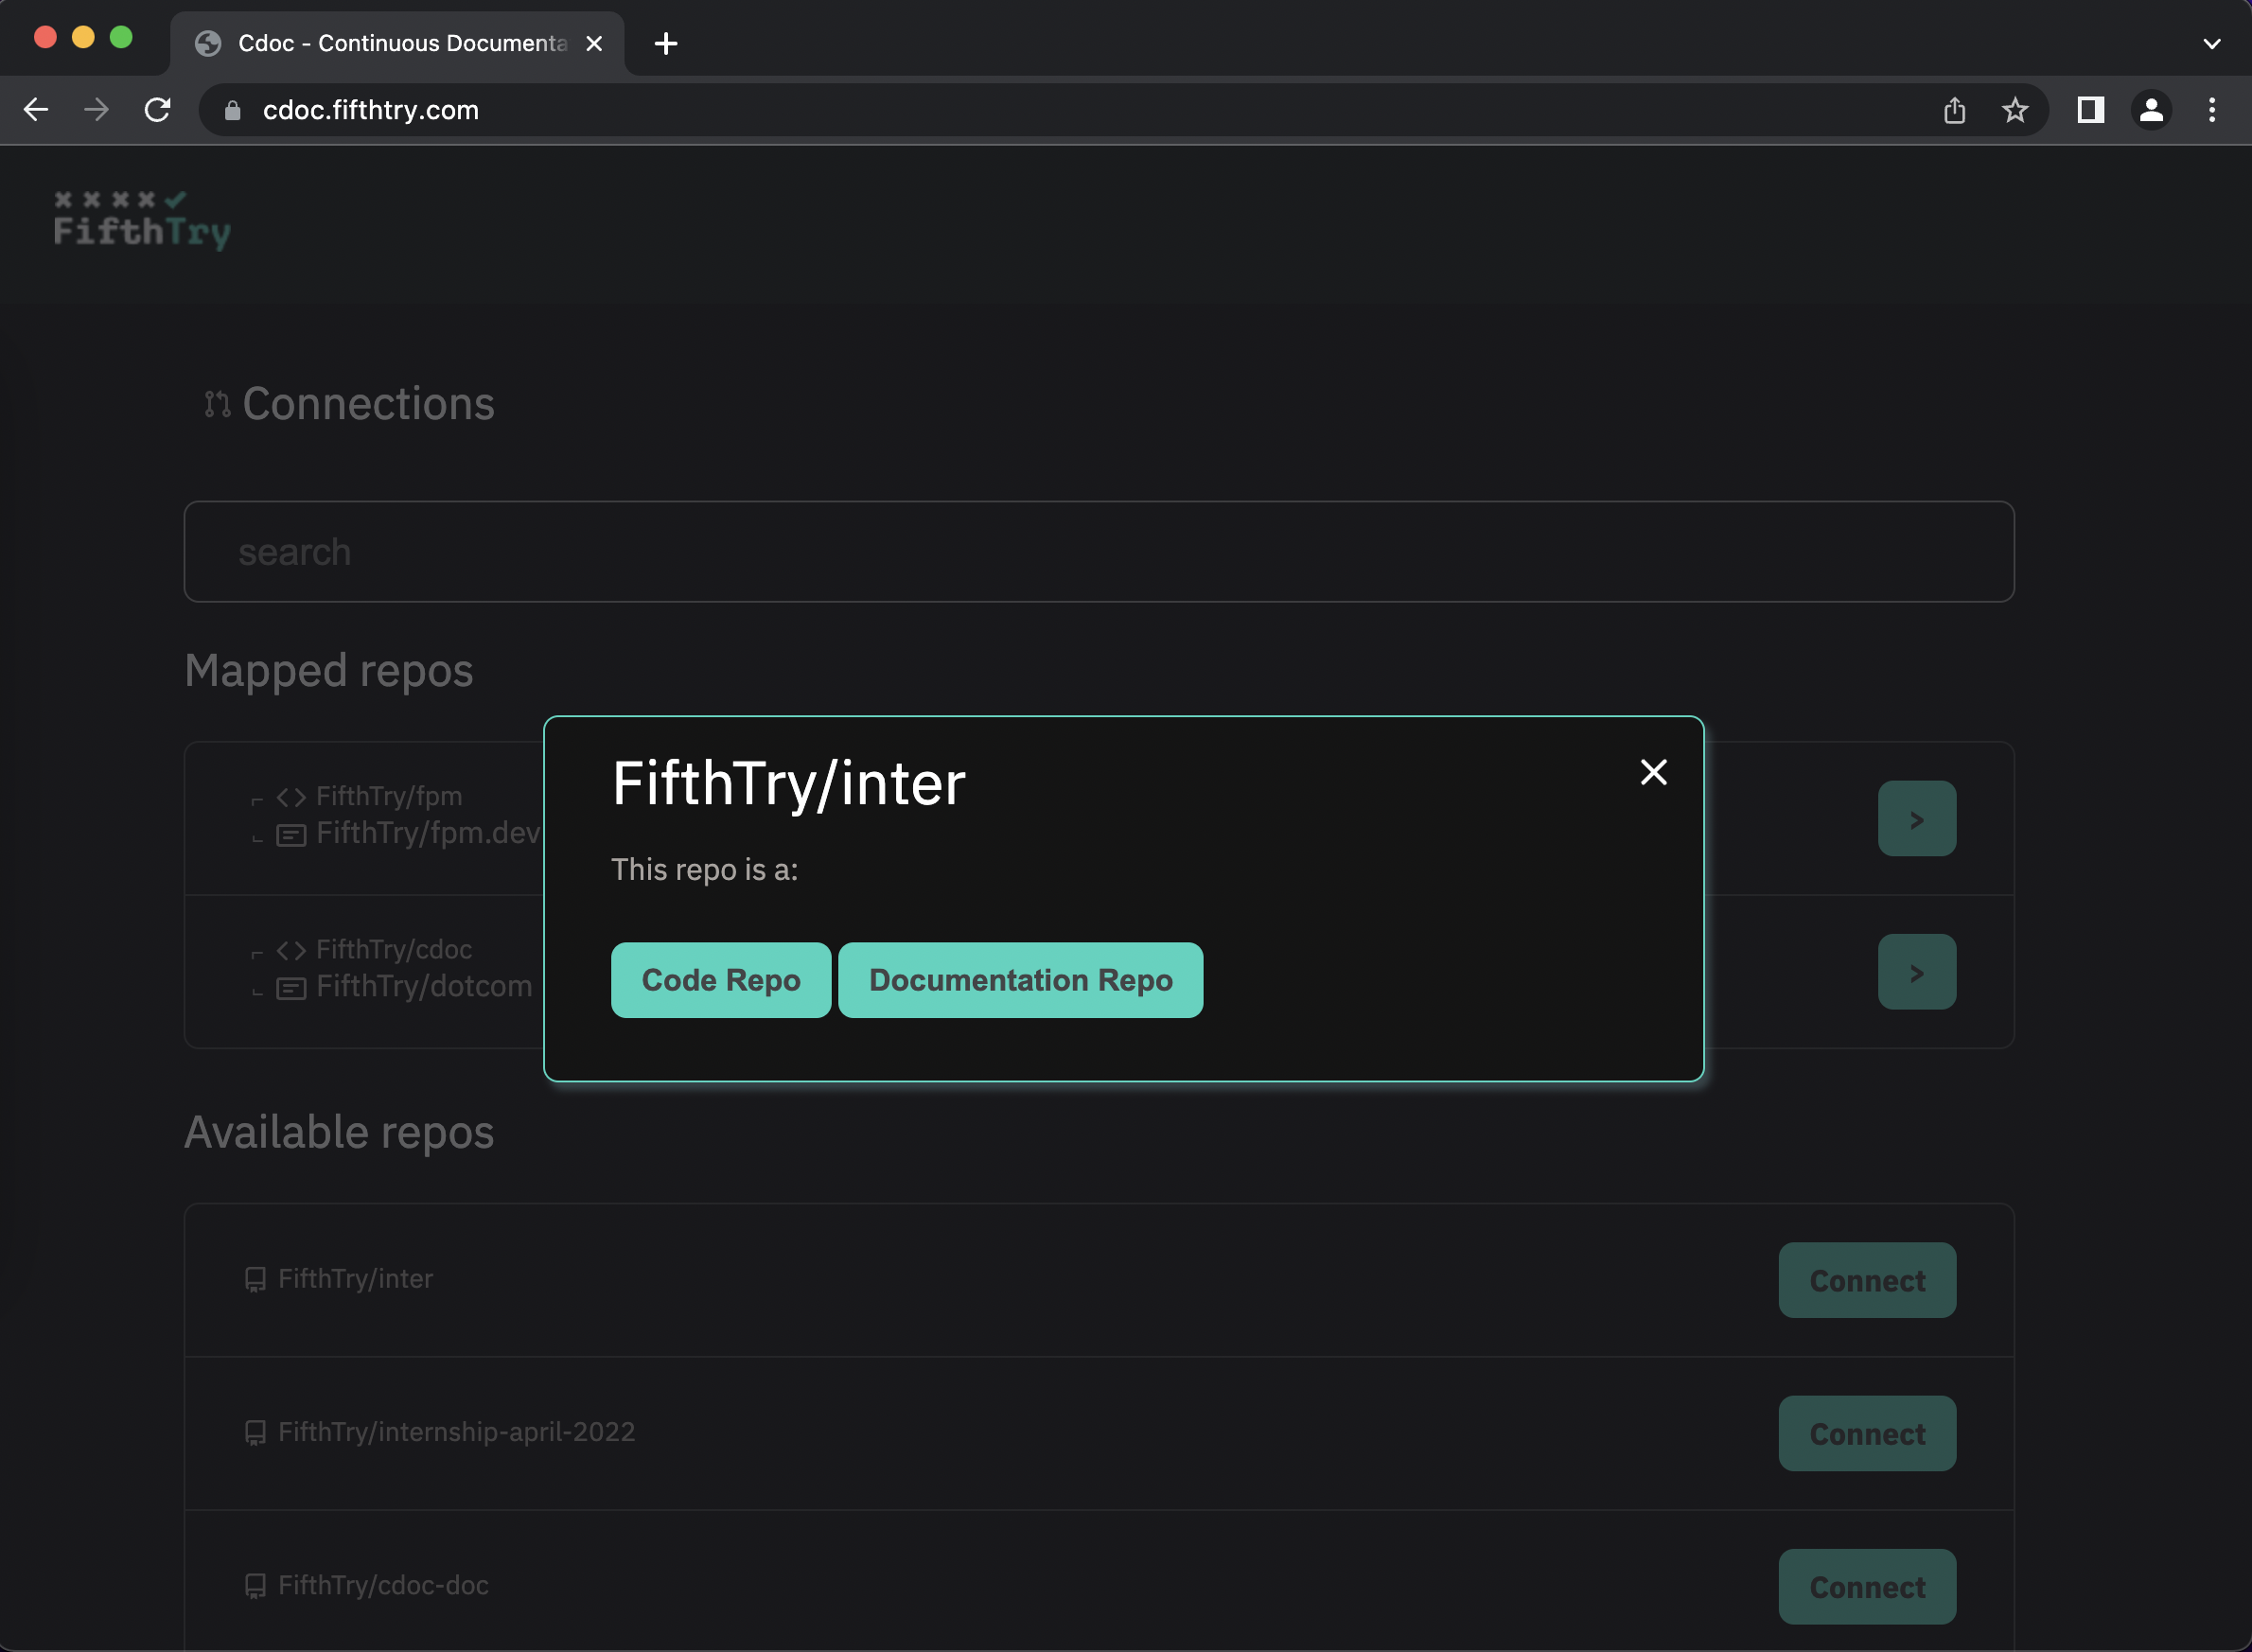 Cdoc - Continuous Documenta
cdoc.fifthtry.com
FifthTry
Connections
search
Mapped repos
FifthTry/fpm
FifthTry/fpm.dev
>
FifthTry/cdoc
FifthTry/dotcom
>
FifthTry/inter
This repo is a:
Code Repo Documentation Repo
Available repos
FifthTry/inter Connect
FifthTry/internship-april-2022 Connect
FifthTry/cdoc-doc Connect